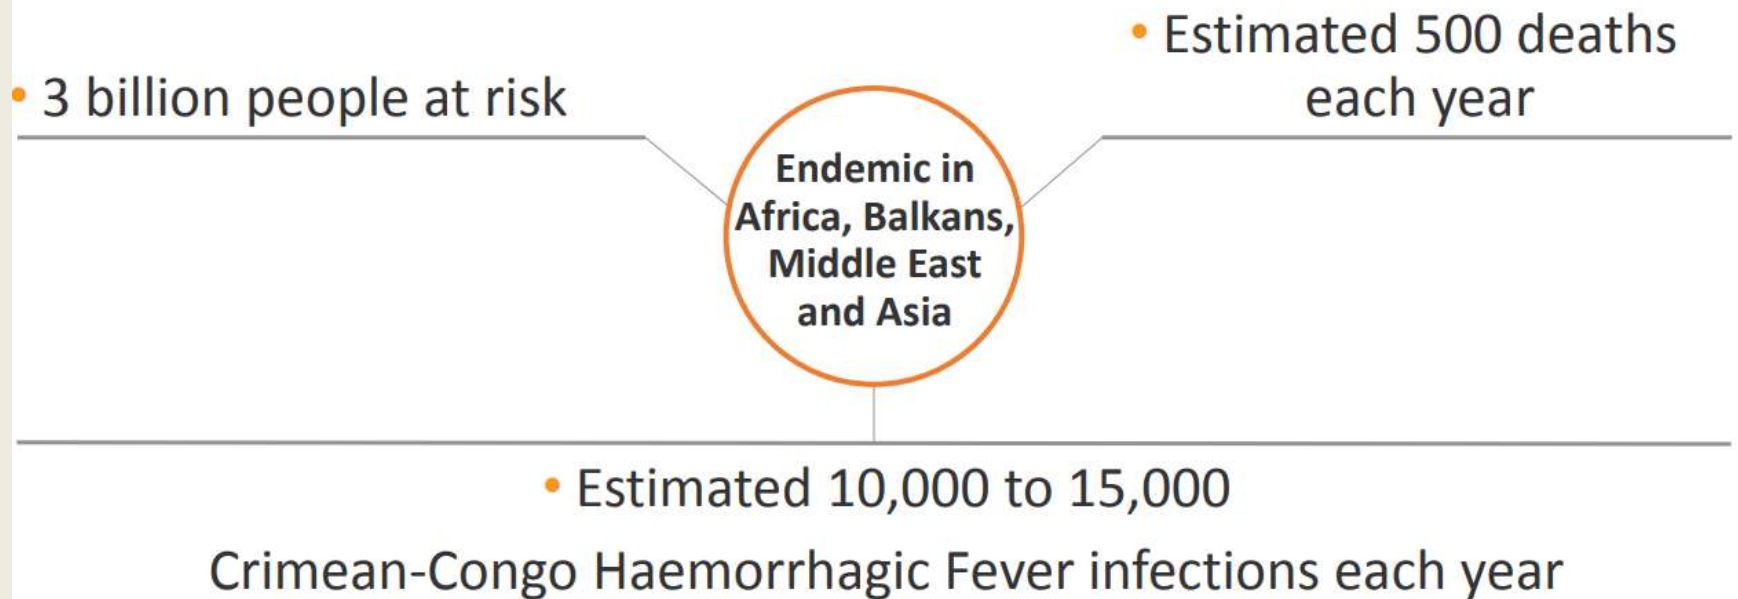 • 3 billion people at risk
• Estimated 500 deaths
each year
Endemic in
Africa, Balkans,
Middle East
and Asia
• Estimated 10,000 to 15,000
Crimean-Congo Haemorrhagic Fever infections each year